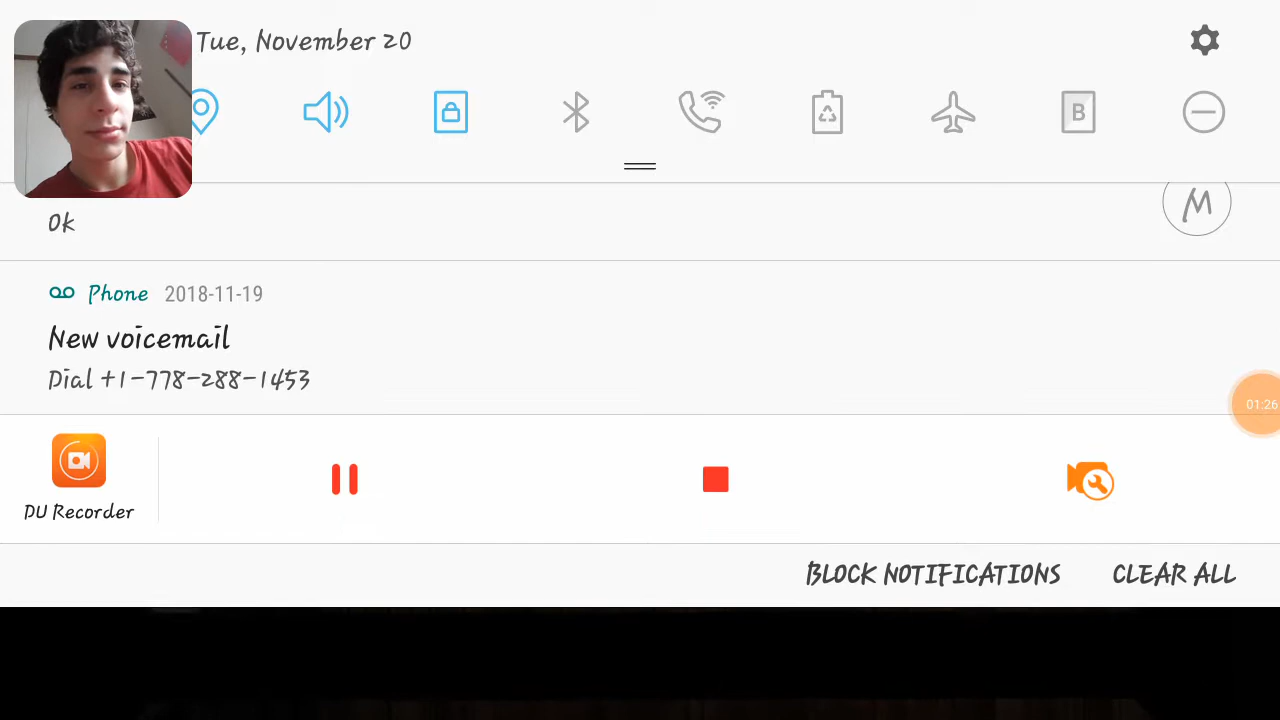 Tue, November 20
B
Ok
M
Phone 2018-11-19
New voicemail
Dial +1-778-288-1453
01:26
DU Recorder
BLOCK NOTIFICATIONS CLEAR ALL